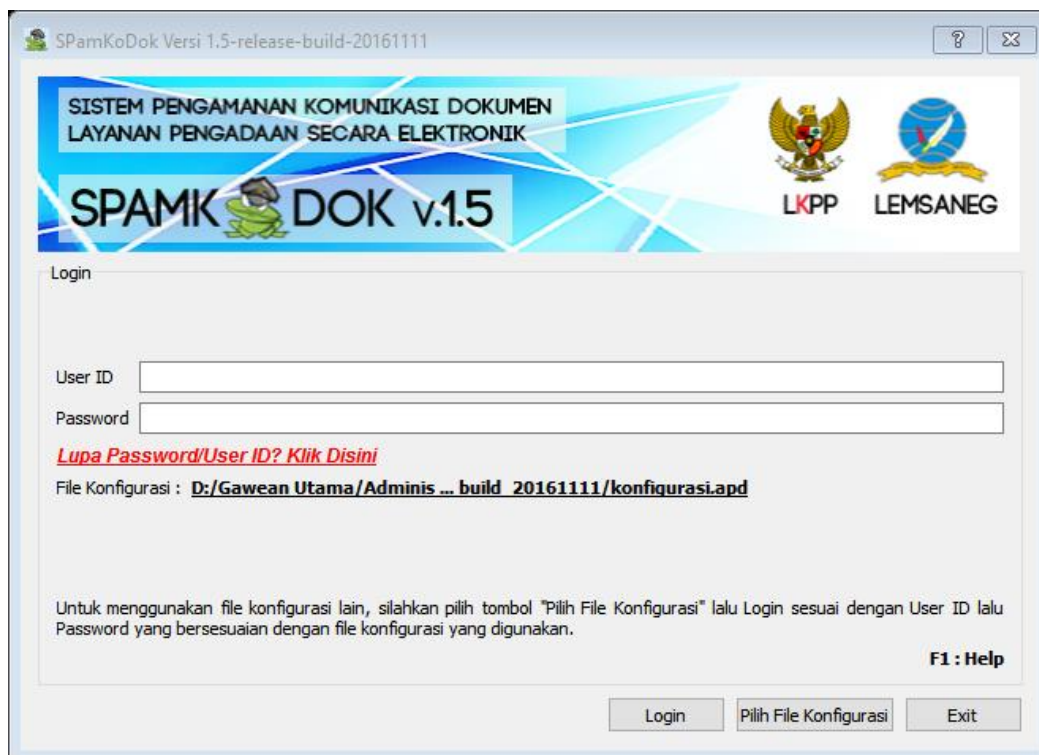 SPamKoDok Versi 1.5-release-build-20161111
SISTEM PENGAMANAN KOMUNIKASI DOKUMEN
LAYANAN PENGADAAN SECARA ELEKTRONIK
SPAMK DOK v.1.5
LKPP LEMSANEG
Login
User ID
Password
Lupa Password/User ID? Klik Disini
File Konfigurasi : D:/Gawean Utama/Adminis ... build_20161111/konfigurasi.apd
Untuk menggunakan file konfigurasi lain, silahkan pilih tombol "Pilih File Konfigurasi" lalu Login sesuai dengan User ID lalu
Password yang bersesuaian dengan file konfigurasi yang digunakan.
F1 : Help
Login Pilih File Konfigurasi Exit